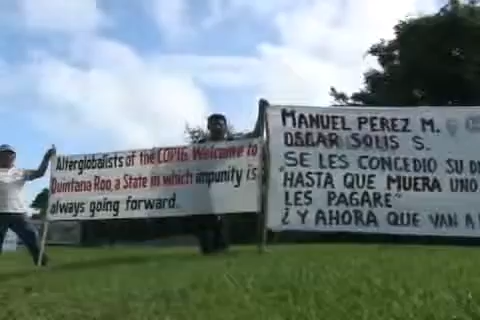 Alterglobalists of the COP16 Welcome to
Quintana Roo, a State in which impunity is
always going forward.
MANUEL PEREZ M.
OSCAR SOLIS S.
SE LES CONCEDIO SU
"HASTA QUE MUERA UNO
LES PAGARE"
¿Y AHORA QUE VAN A